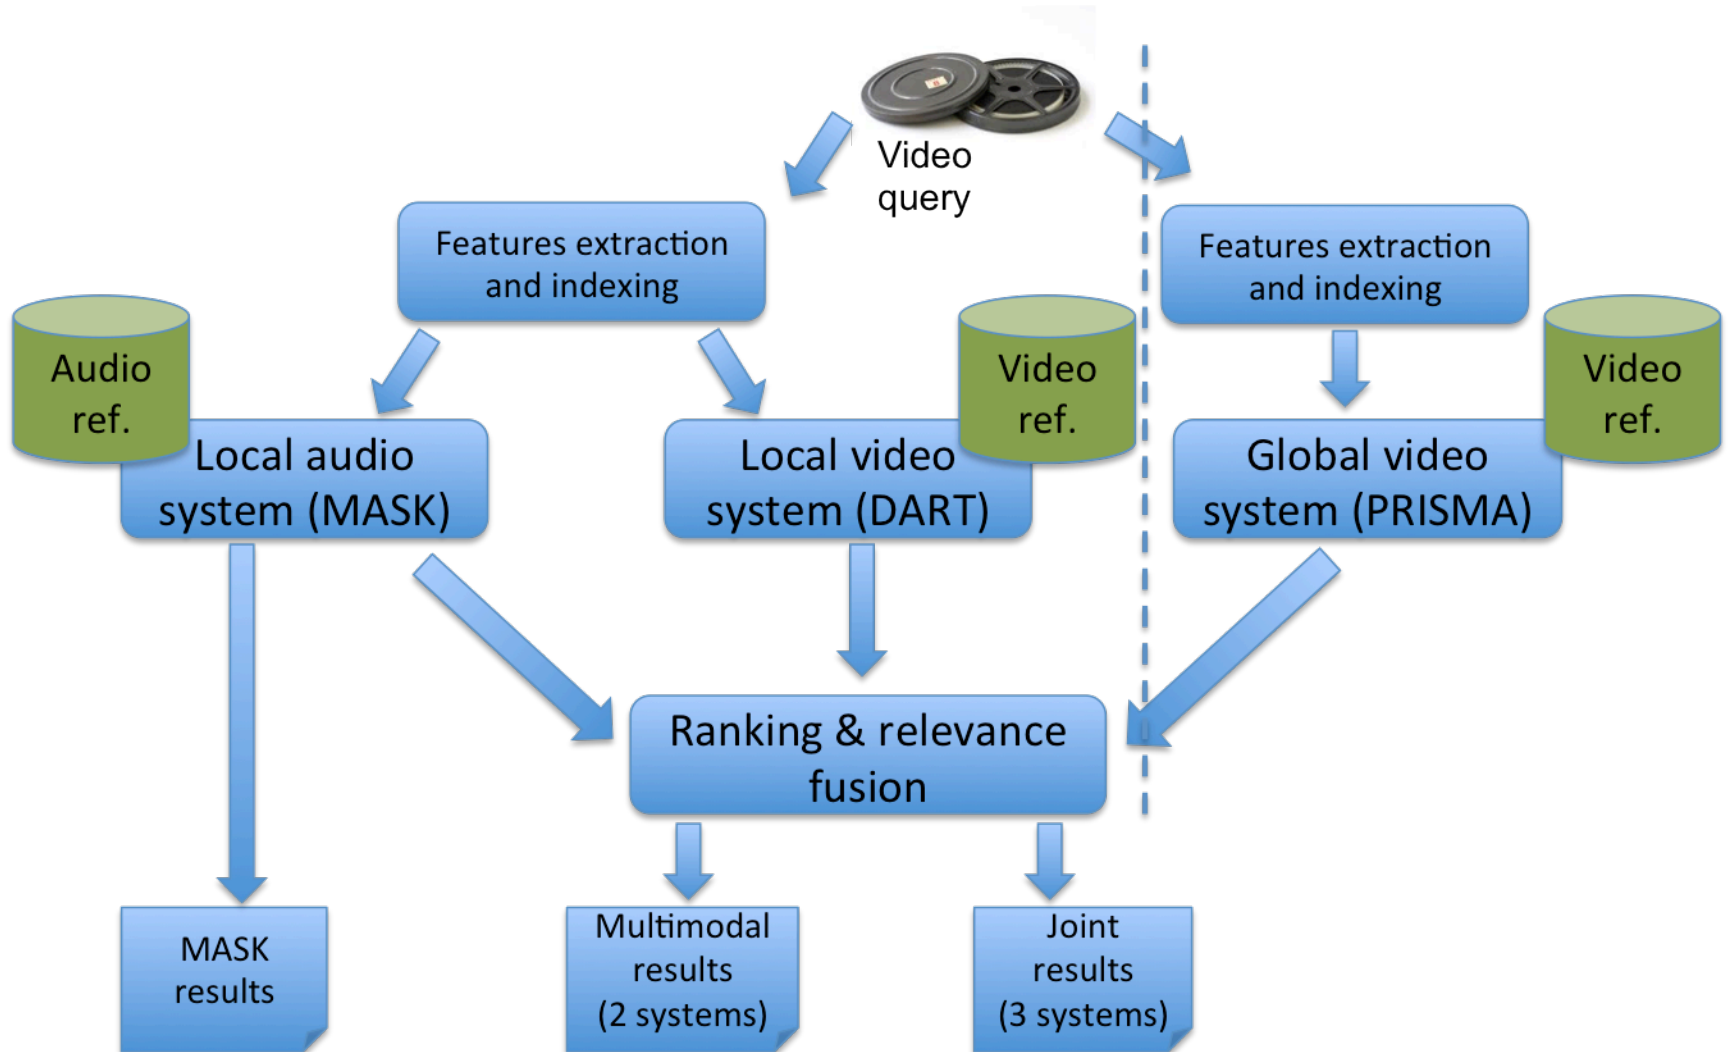 Video
query
Features extraction
and indexing
Features extraction
and indexing
Audio
ref.
Video
ref.
Video
ref.
Local audio
system (MASK)
Local video
system (DART)
Global video
system (PRISMA)
Ranking & relevance
fusion
MASK
results
Multimodal
results
(2 systems)
Joint
results
(3 systems)